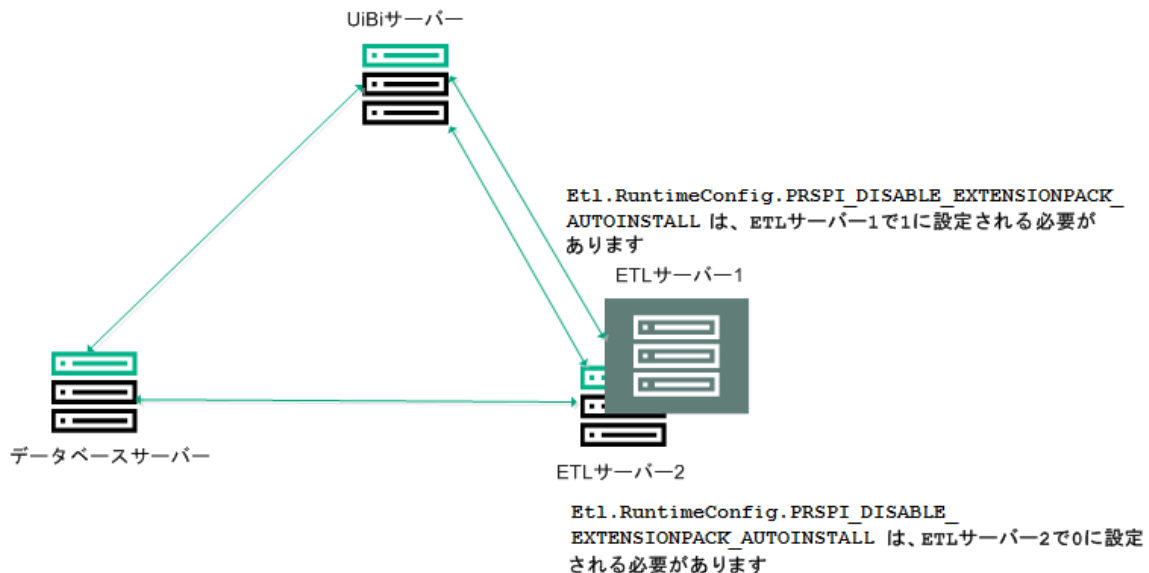 UiBiサーバー
Etl.RuntimeConfig.PRSPI_DISABLE_EXTENSIONPACK_
AUTOINSTALL は、ETLサーバー1で1に設定される必要が
あります
ETLサーバー1
データベースサーバー
ETLサーバー2
Etl.RuntimeConfig.PRSPI_DISABLE_
EXTENSIONPACK_AUTOINSTALL は、ETLサーバー2で0に設定
される必要があります